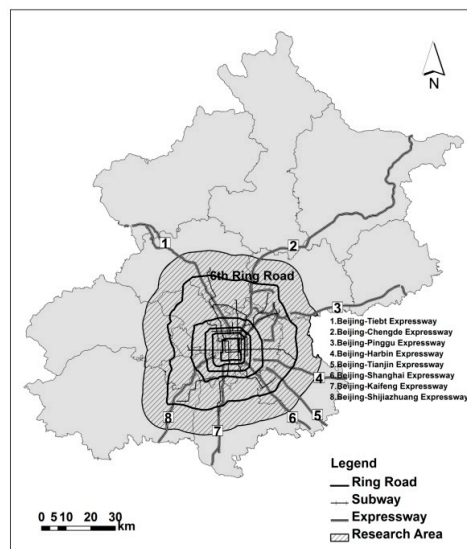 N
1
2
6th Ring Road
3
1.Beijing-Tiebt Expressway
2.Beijing-Chengde Expressway
3.Beijing-Pinggu Expressway
4.Beijing-Harbin Expressway
5.Beijing-Tianjin Expressway
6.Beijing-Shanghai Expressway
7.Beijing-Kaifeng Expressway
8.Beijing-Shijiazhuang Expressway
4
8
7
6
5
Legend
Ring Road
Subway
Expressway
Research Area
0 5 10 20 30
km